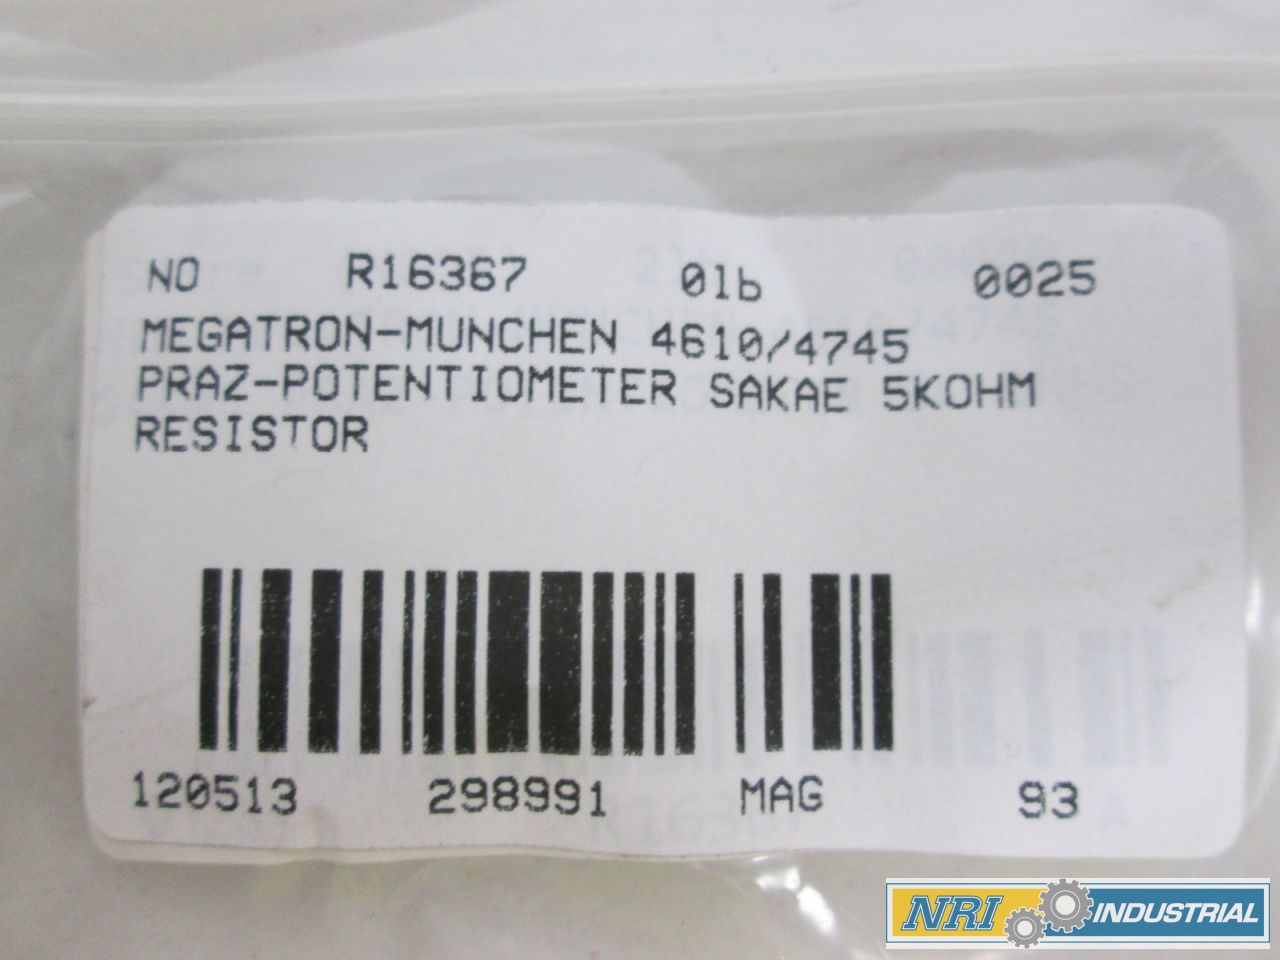 NO R16367 01b 0025
MEGATRON-MUNCHEN 4610/4745
PRAZ-POTENTIOMETER SAKAE 5KOHM
RESISTOR
120513 298991 MAG 93
NRI INDUSTRIAL